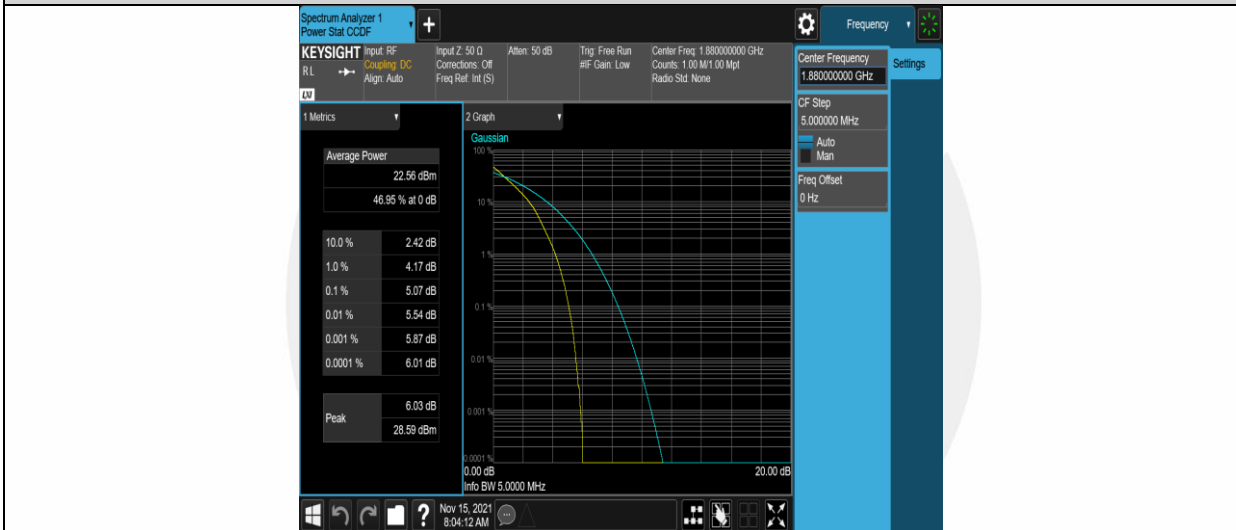 Spectrum Analyzer 1
Power Stat CCDF
+
Frequency
KEYSIGHT
RL
LXI
Input: RF
Coupling: DC
Align: Auto
Input Z: 50 Ω
Corrections: Off
Freq Ref: Int (S)
Atten: 50 dB
Trig: Free Run
#IF Gain: Low
Center Freq: 1.880000000 GHz
Counts: 1.00 M/1.00 Mpt
Radio Std: None
Center Frequency
1.880000000 GHz
Settings
CF Step
5.000000 MHz
Auto
Man
Freq Offset
0 Hz
1 Metrics
Average Power
22.56 dBm
46.95 % at 0 dB
10.0 % 2.42 dB
1.0 % 4.17 dB
0.1 % 5.07 dB
0.01 % 5.54 dB
0.001 % 5.87 dB
0.0001 % 6.01 dB
Peak
6.03 dB
28.59 dBm
2 Graph
Gaussian
100 %
10 %
1 %
0.1 %
0.01 %
0.001 %
0.0001 %
0.00 dB 20.00 dB
Info BW 5.0000 MHz
?
Nov 15, 2021
8:04:12 AM